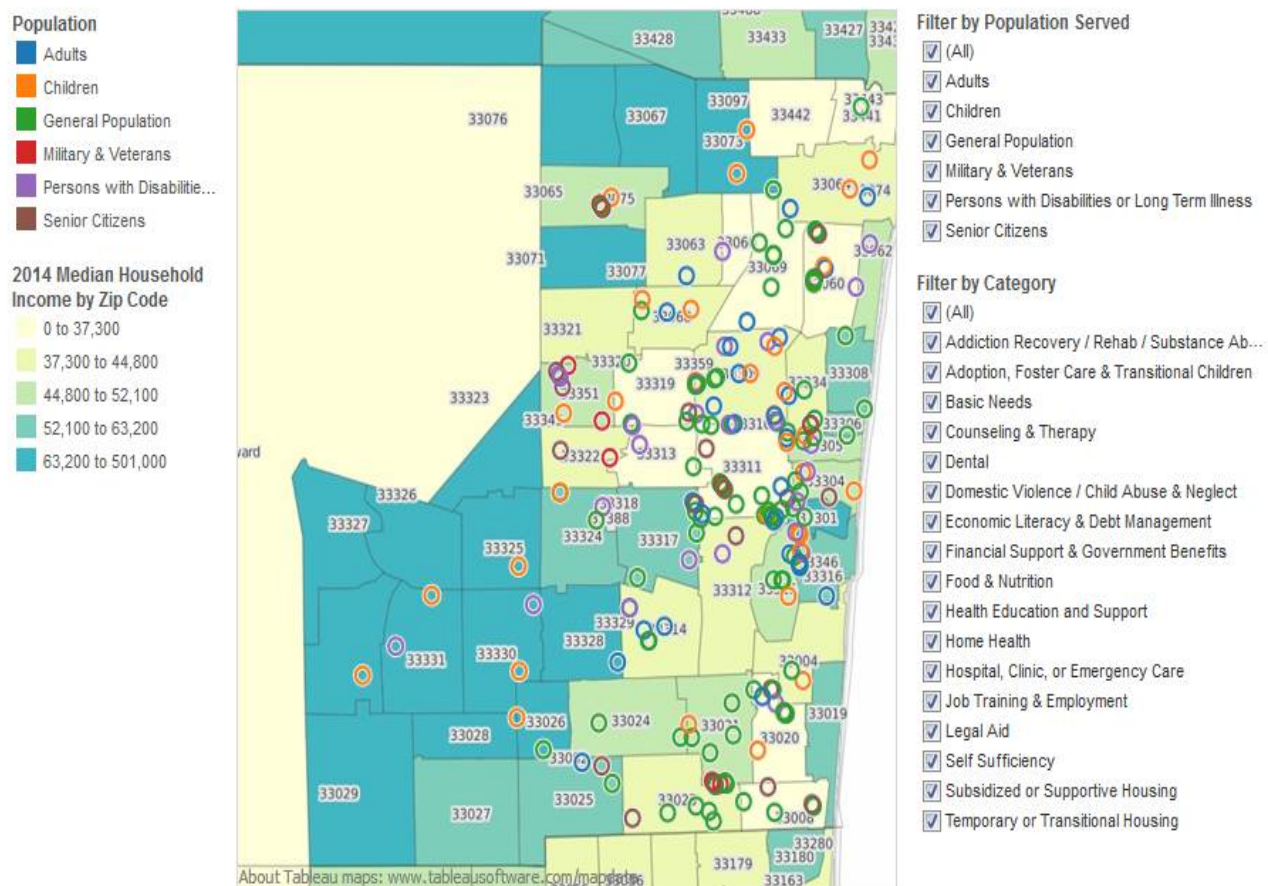 Population
Adults
Children
General Population
Military & Veterans
Persons with Disabilitie...
Senior Citizens
2014 Median Household
Income by Zip Code
0 to 37,300
37,300 to 44,800
44,800 to 52,100
52,100 to 63,200
63,200 to 501,000
33428
33433
33427
33076
33067
33097
33073
33442
33065
33071
33077
33063
33321
33351
33319
33359
33308
33323
33306
33322
33313
33311
33304
33326
33327
33318
33324
33317
33325
33346
33316
33312
33329
33328
33331
33330
33026
33024
33019
33020
33028
33029
33027
33025
33008
33179
33280
33180
33163
About Tableau maps: www.tableausoftware.com/mapdata
Filter by Population Served
(All)
Adults
Children
General Population
Military & Veterans
Persons with Disabilities or Long Term Illness
Senior Citizens
Filter by Category
(All)
Addiction Recovery / Rehab / Substance Ab...
Adoption, Foster Care & Transitional Children
Basic Needs
Counseling & Therapy
Dental
Domestic Violence / Child Abuse & Neglect
Economic Literacy & Debt Management
Financial Support & Government Benefits
Food & Nutrition
Health Education and Support
Home Health
Hospital, Clinic, or Emergency Care
Job Training & Employment
Legal Aid
Self Sufficiency
Subsidized or Supportive Housing
Temporary or Transitional Housing